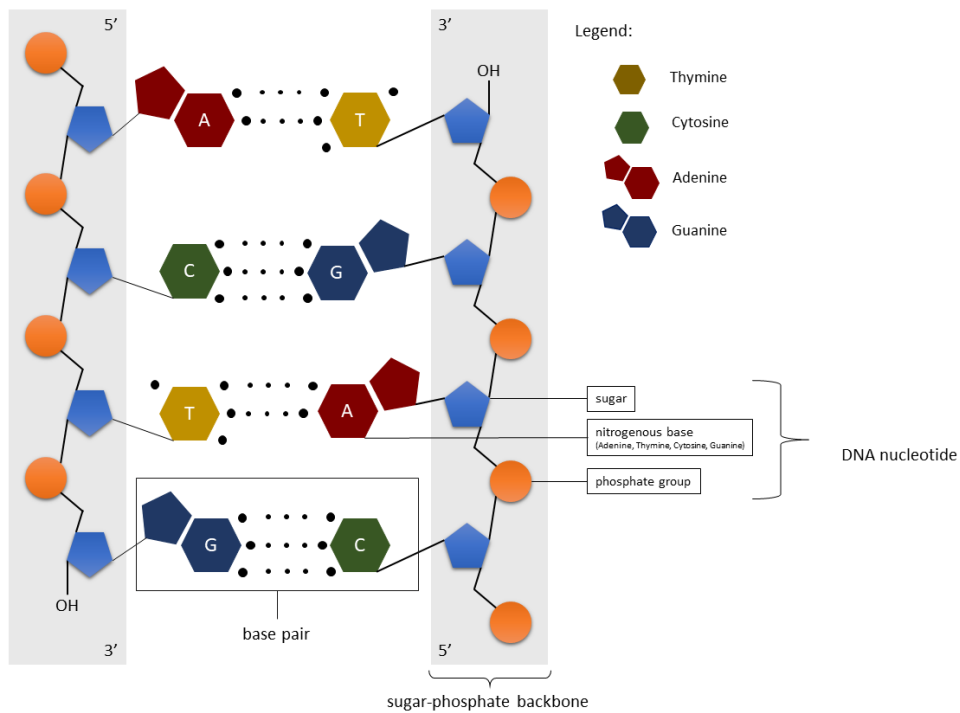 5’
3’
Legend:
OH
Thymine
A
T
Cytosine
Adenine
Guanine
C
G
sugar
T
A
nitrogenous base
(Adenine, Thymine, Cytosine, Guanine)
DNA nucleotide
phosphate group
G
C
OH
base pair
3’
5’
sugar-phosphate backbone